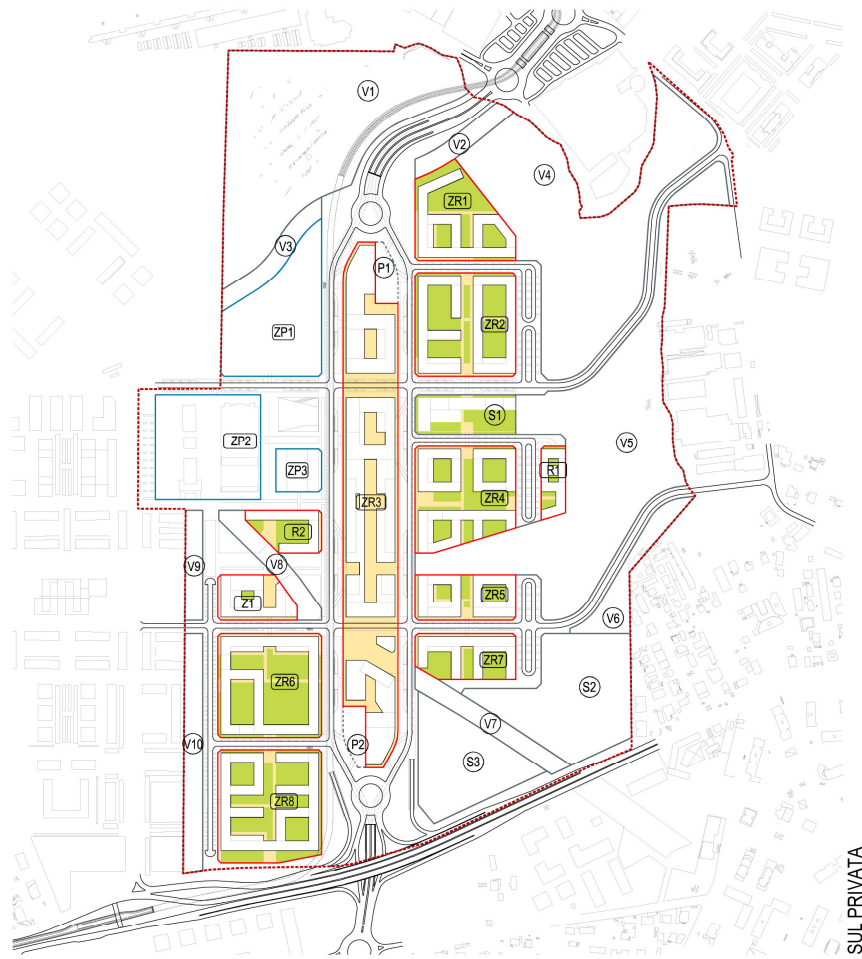 V1
V2
V4
ZR1
V3
P1
ZR2
ZP1
S1
ZP2
V5
ZP3
R1
ZR4
ZR3
R2
V8
V9
ZR5
Z1
V6
ZR7
ZR6
S2
V7
V10
P2
S3
ZR8
SUL PRIVATA